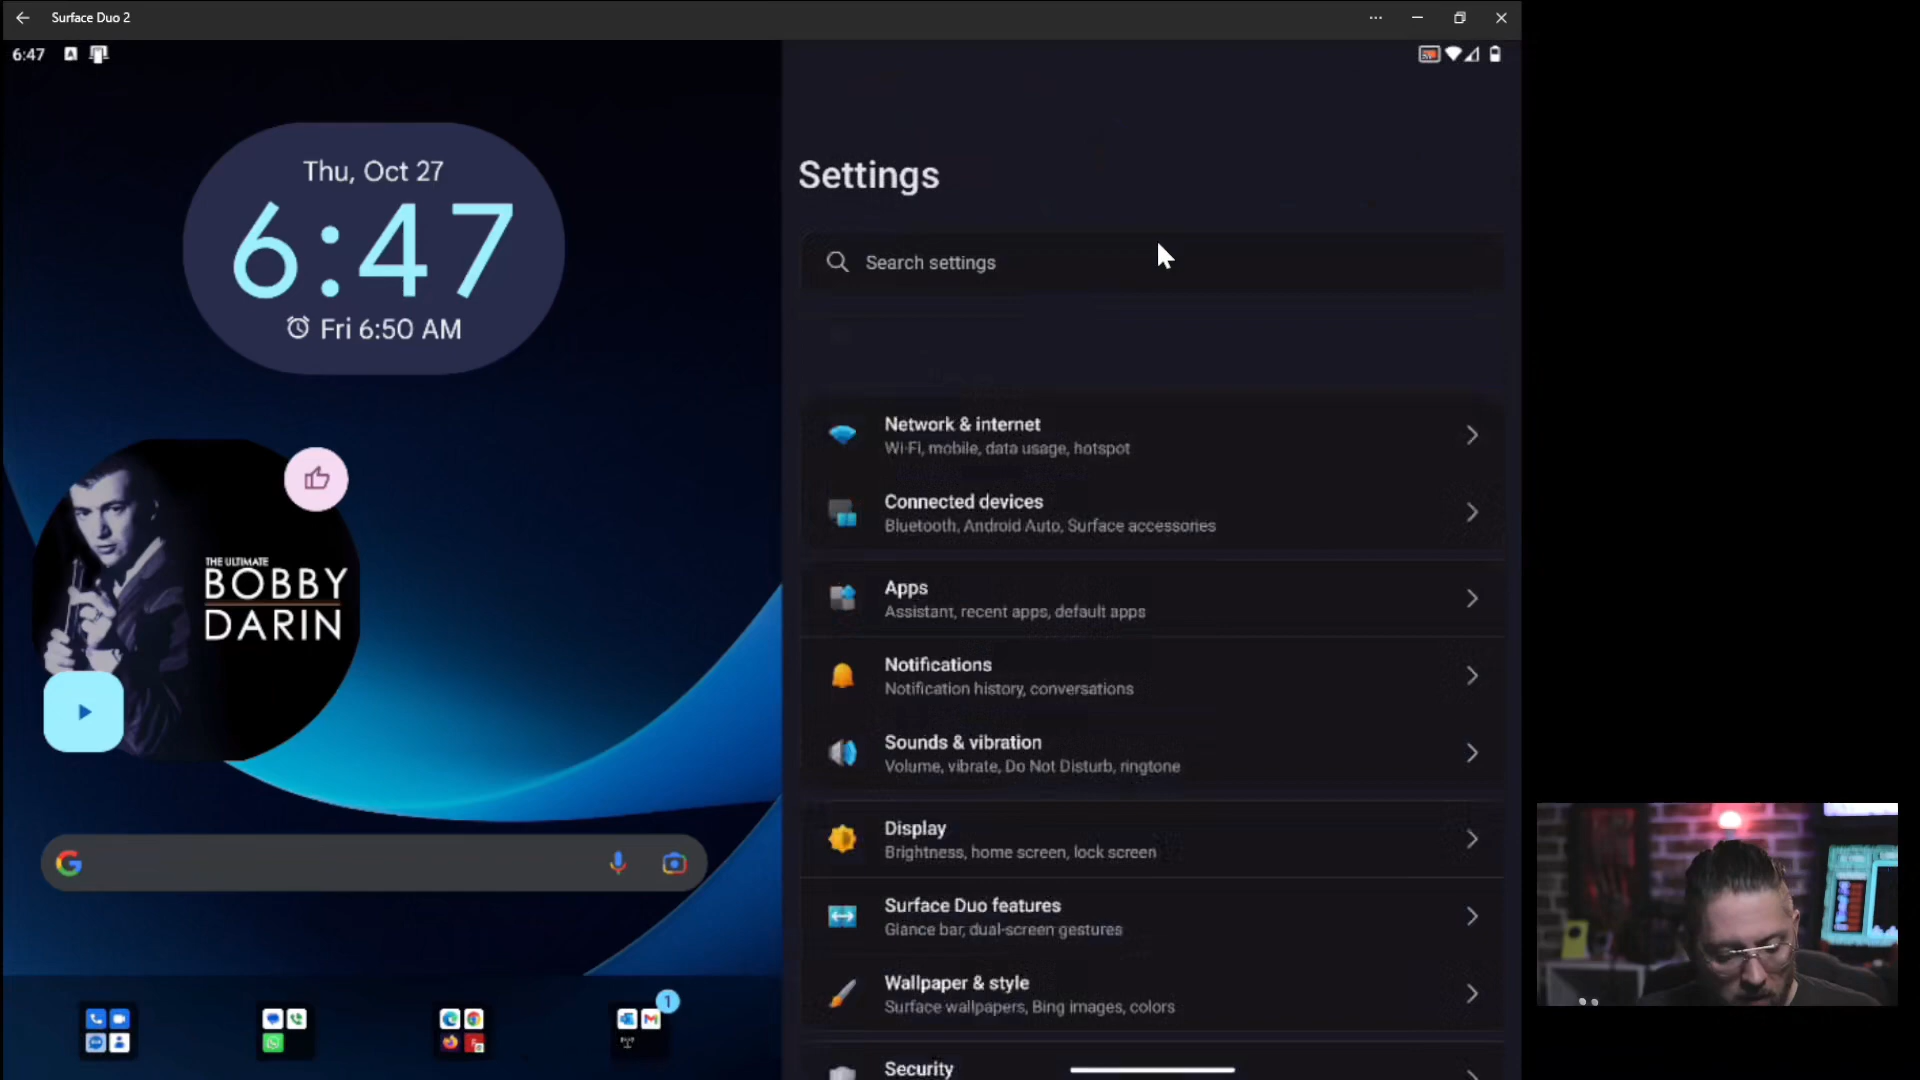 Surface Duo 2
6:47
Thu, Oct 27
6:47
Fri 6:50 AM
THE ULTIMATE
BOBBY
DARIN
1
Settings
Search settings
Network & internet
Wi-Fi, mobile, data usage, hotspot
Connected devices
Bluetooth, Android Auto, Surface accessories
Apps
Assistant, recent apps, default apps
Notifications
Notification history, conversations
Sounds & vibration
Volume, vibrate, Do Not Disturb, ringtone
Display
Brightness, home screen, lock screen
Surface Duo features
Glance bar, dual-screen gestures
Wallpaper & style
Surface wallpapers, Bing images, colors
Security